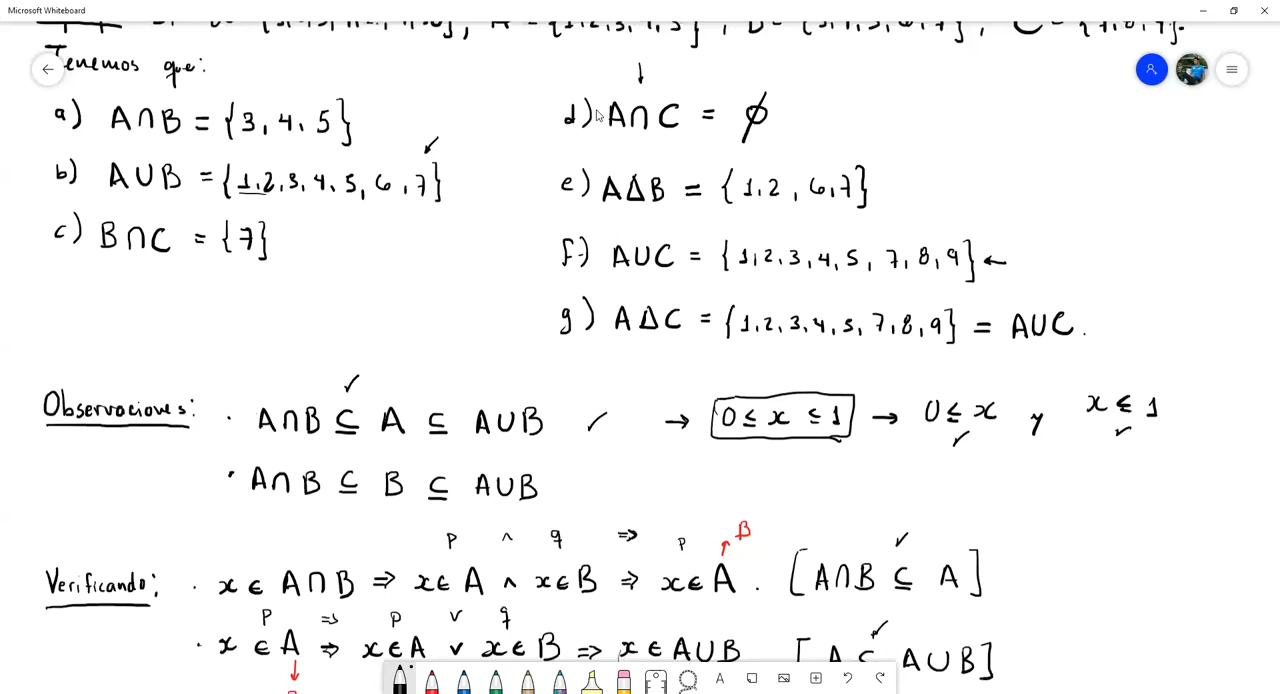 Microsoft Whiteboard
Tenemos que:
a) A∩B = {3, 4, 5}
b) A∪B = {1,2,3,4,5,6,7}
c) B∩C = {7}
d) A∩C = ∅
e) AΔB = {1,2,6,7}
f) A∪C = {1,2,3,4,5,7,8,9} ←
g) AΔC = {1,2,3,4,5,7,8,9} = A∪C.
Observaciones: · A∩B ⊆ A ⊆ A∪B ✓ → 0 ≤ x ≤ 1 → 0 ≤ x y x ≤ 1
· A∩B ⊆ B ⊆ A∪B
p ∧ q ⇒ p B
Verificando: · x ∈ A∩B ⇒ x ∈ A ∧ x ∈ B ⇒ x ∈ A. [A∩B ⊆ A]
p ⇒ p ∨ q
· x ∈ A ⇒ x ∈ A ∨ x ∈ B ⇒ x ∈ A∪B [A ⊆ A∪B]